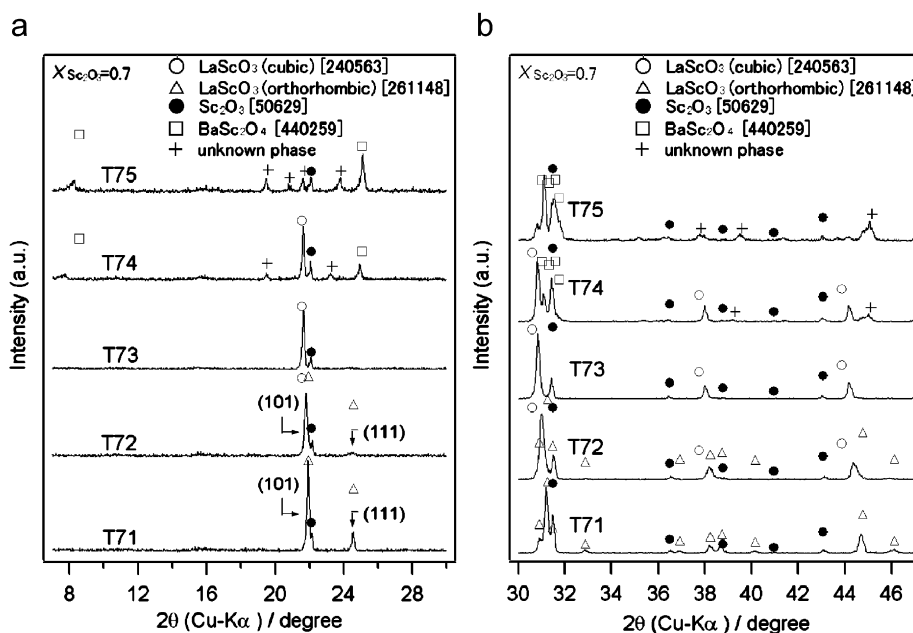 a
X Sc₂O₃=0.7
○ LaScO₃ (cubic) [240563]
△ LaScO₃ (orthorhombic) [261148]
● Sc₂O₃ [50629]
□ BaSc₂O₄ [440259]
+ unknown phase
T75
T74
T73
(101)
T72
(111)
(101)
T71
(111)
Intensity (a.u.)
8 12 16 20 24 28
2θ (Cu-Kα) / degree
b
X Sc₂O₃=0.7
○ LaScO₃ (cubic) [240563]
△ LaScO₃ (orthorhombic) [261148]
● Sc₂O₃ [50629]
□ BaSc₂O₄ [440259]
+ unknown phase
T75
T74
T73
T72
T71
Intensity (a.u.)
30 32 34 36 38 40 42 44 46
2θ (Cu-Kα) / degree